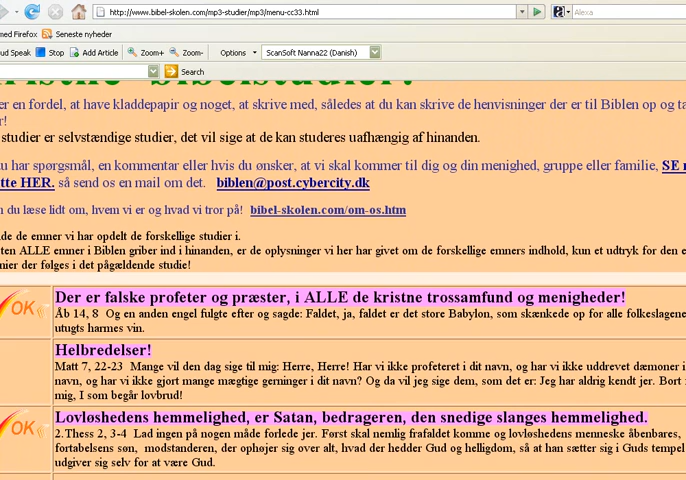 http://www.bibel-skolen.com/mp3-studier/mp3/menu-cc33.html
Alexa
med Firefox Seneste nyheder
ud Speak Stop Add Article Zoom+ Zoom- Options ScanSoft Nanna22 (Danish)
Search
kristne bibelstudier!
er en fordel, at have kladdepapir og noget, at skrive med, således at du kan skrive de henvisninger der er til Biblen op og ta
r!
studier er selvstændige studier, det vil sige at de kan studeres uafhængig af hinanden.
u har spørgsmål, en kommentar eller hvis du ønsker, at vi skal kommer til dig og din menighed, gruppe eller familie, SE
tte HER. så send os en mail om det. biblen@post.cybercity.dk
n du læse lidt om, hvem vi er og hvad vi tror på! bibel-skolen.com/om-os.htm
de de emner vi har opdelt de forskellige studier i.
ten ALLE emner i Biblen griber ind i hinanden, er de oplysninger vi her har givet om de forskellige emners indhold, kun et udtryk for den e
nier der følges i det pågældende studie!
OK
Der er falske profeter og præster, i ALLE de kristne trossamfund og menigheder!
Åb 14, 8 Og en anden engel fulgte efter og sagde: Faldet, ja, faldet er det store Babylon, som skænkede op for alle folkeslagene
utugts harmes vin.
Helbredelser!
Matt 7, 22-23 Mange vil den dag sige til mig: Herre, Herre! Har vi ikke profeteret i dit navn, og har vi ikke uddrevet dæmoner i
navn, og har vi ikke gjort mange mægtige gerninger i dit navn? Og da vil jeg sige dem, som det er: Jeg har aldrig kendt jer. Bort
mig, I som begår lovbrud!
OK
Lovløshedens hemmelighed, er Satan, bedrageren, den snedige slanges hemmelighed.
2.Thess 2, 3-4 Lad ingen på nogen måde forlede jer. Først skal nemlig frafaldet komme og lovløshedens menneske åbenbares,
fortabelsens søn, modstanderen, der ophøjer sig over alt, hvad der hedder Gud og helligdom, så at han sætter sig i Guds tempel
udgiver sig selv for at være Gud.